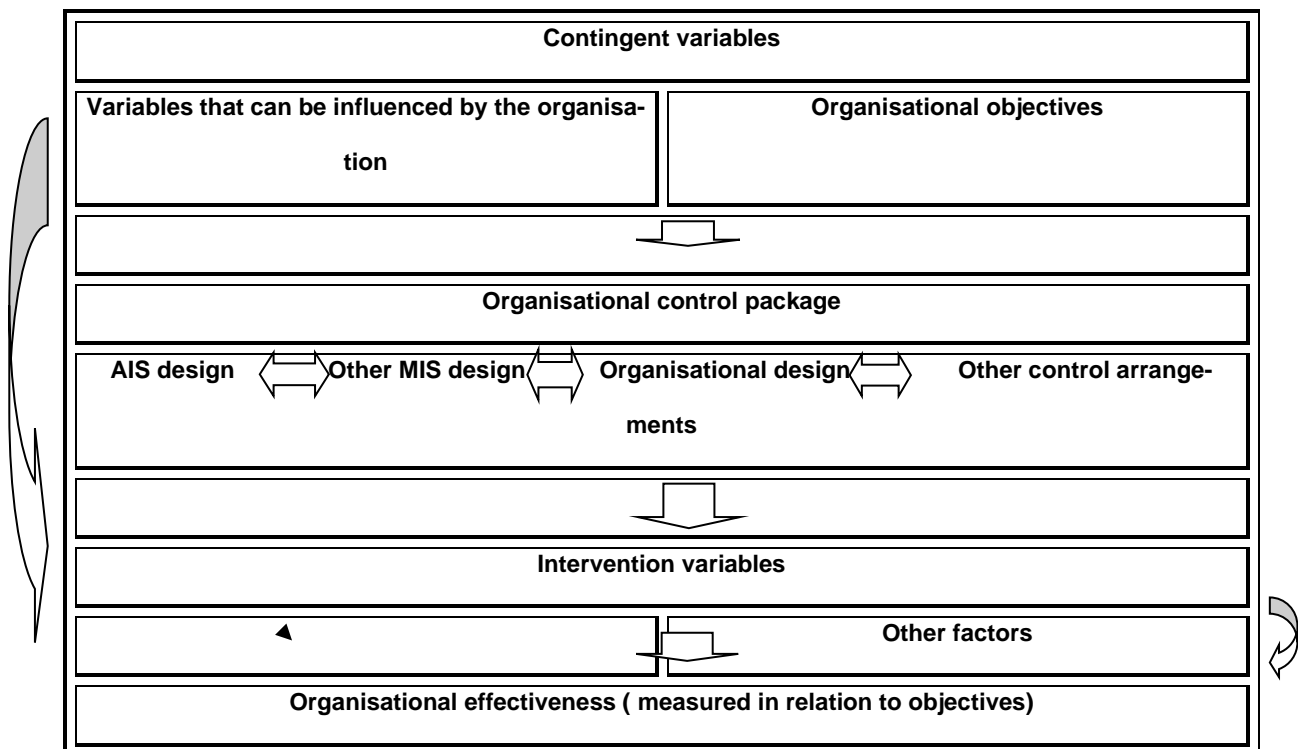 Contingent variables
Variables that can be influenced by the organisa-
tion
Organisational objectives
Organisational control package
AIS design Other MIS design Organisational design Other control arrange-
ments
Intervention variables
Other factors
Organisational effectiveness ( measured in relation to objectives)